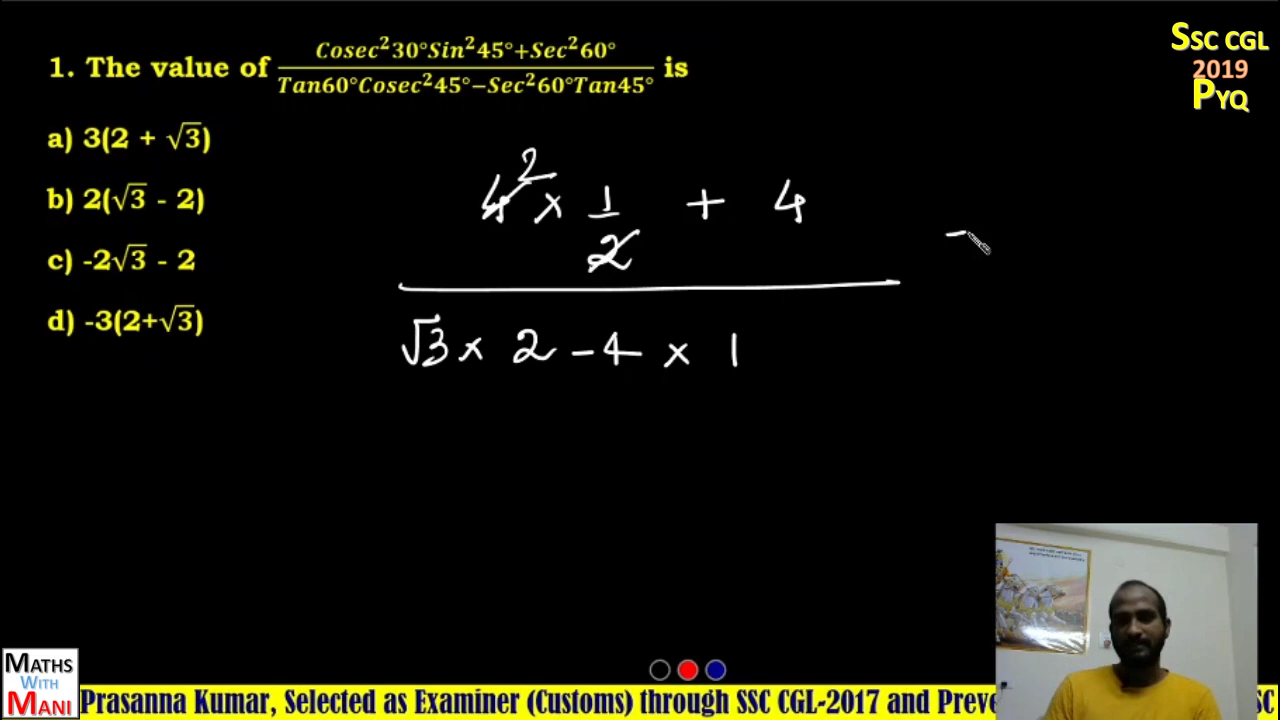 1. The value of (Cosec²30°Sin²45°+Sec²60°)/(Tan60°Cosec²45°−Sec²60°Tan45°) is
a) 3(2 + √3)
b) 2(√3 - 2)
c) -2√3 - 2
d) -3(2+√3)
SSC CGL
2019
PYQ
2
4 × 1/2 + 4
√3 × 2 - 4 × 1
MATHS
WITH
MANI
Prasanna Kumar, Selected as Examiner (Customs) through SSC CGL-2017 and Preve
SC